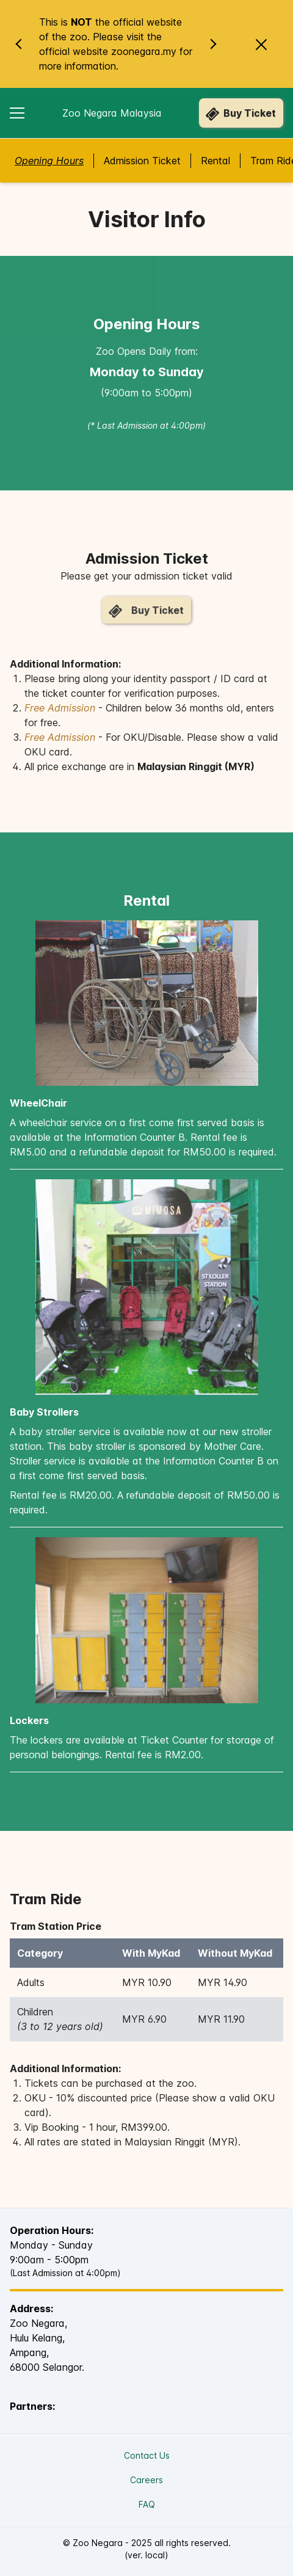 This is NOT the official website
of the zoo. Please visit the
official website zoonegara.my for
more information.
Zoo Negara Malaysia
Buy Ticket
Opening Hours
Admission Ticket
Rental
Tram Ride
Visitor Info
Opening Hours
Zoo Opens Daily from:
Monday to Sunday
(9:00am to 5:00pm)
(* Last Admission at 4:00pm)
Admission Ticket
Please get your admission ticket valid
Buy Ticket
Additional Information:
1. Please bring along your identity passport / ID card at
the ticket counter for verification purposes.
2. Free Admission - Children below 36 months old, enters
for free.
3. Free Admission - For OKU/Disable. Please show a valid
OKU card.
4. All price exchange are in Malaysian Ringgit (MYR)
Rental
WheelChair
A wheelchair service on a first come first served basis is
available at the Information Counter B. Rental fee is
RM5.00 and a refundable deposit for RM50.00 is required.
MIMOSA
STROLLER
STATION
Baby Strollers
A baby stroller service is available now at our new stroller
station. This baby stroller is sponsored by Mother Care.
Stroller service is available at the Information Counter B on
a first come first served basis.
Rental fee is RM20.00. A refundable deposit of RM50.00 is
required.
Lockers
The lockers are available at Ticket Counter for storage of
personal belongings. Rental fee is RM2.00.
Tram Ride
Tram Station Price
Category With MyKad Without MyKad
Adults MYR 10.90 MYR 14.90
Children
(3 to 12 years old) MYR 6.90 MYR 11.90
Additional Information:
1. Tickets can be purchased at the zoo.
2. OKU - 10% discounted price (Please show a valid OKU
card).
3. Vip Booking - 1 hour, RM399.00.
4. All rates are stated in Malaysian Ringgit (MYR).
Operation Hours:
Monday - Sunday
9:00am - 5:00pm
(Last Admission at 4:00pm)
Address:
Zoo Negara,
Hulu Kelang,
Ampang,
68000 Selangor.
Partners:
Contact Us
Careers
FAQ
© Zoo Negara - 2025 all rights reserved.
(ver. local)